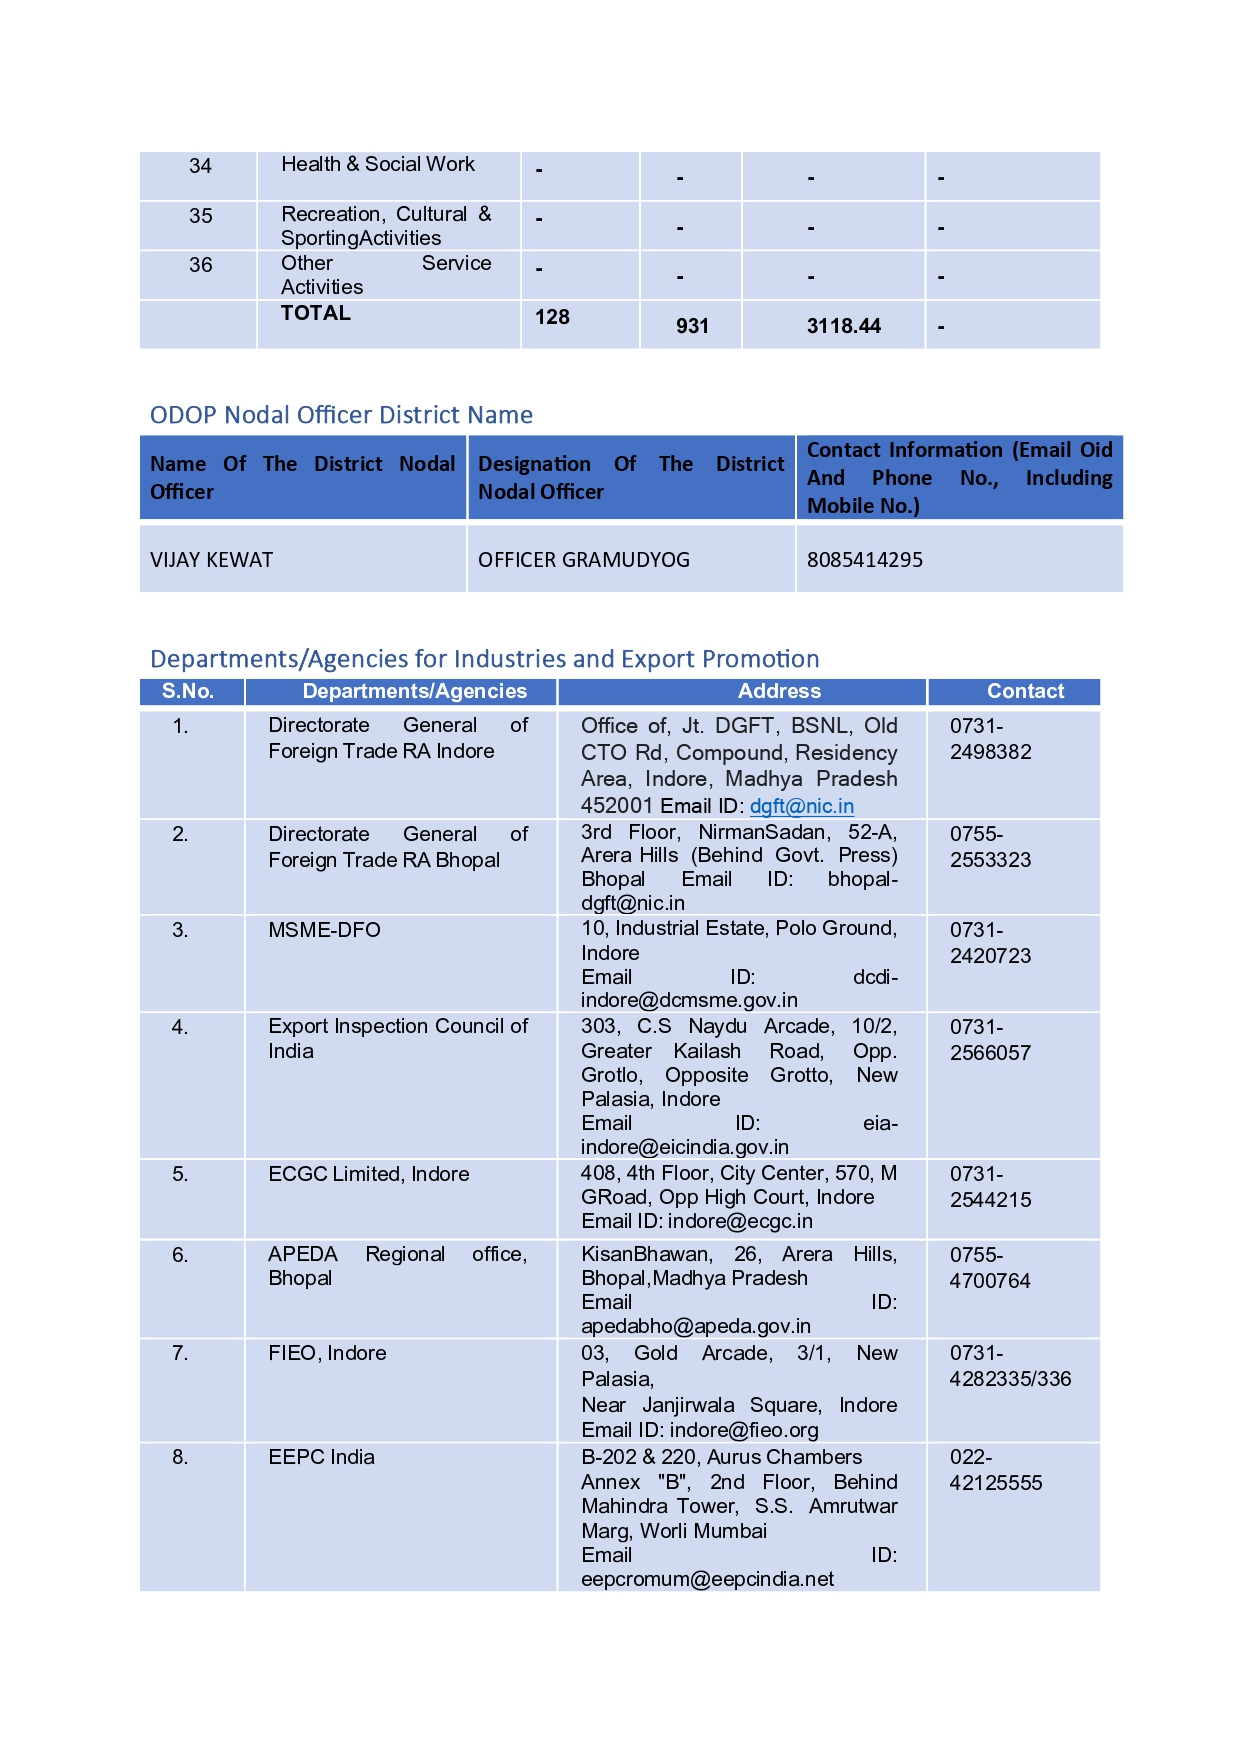 34 Health & Social Work - - - -
35 Recreation, Cultural & - - - -
SportingActivities
36 Other Service - - - -
Activities
TOTAL 128 931 3118.44 -
ODOP Nodal Officer District Name
Name Of The District Nodal
Officer
Designation Of The District
Nodal Officer
Contact Information (Email Oid
And Phone No., Including
Mobile No.)
VIJAY KEWAT OFFICER GRAMUDYOG 8085414295
Departments/Agencies for Industries and Export Promotion
S.No. Departments/Agencies Address Contact
1. Directorate General of
Foreign Trade RA Indore
Office of, Jt. DGFT, BSNL, Old
CTO Rd, Compound, Residency
Area, Indore, Madhya Pradesh
452001 Email ID: dgft@nic.in
0731-
2498382
2. Directorate General of
Foreign Trade RA Bhopal
3rd Floor, NirmanSadan, 52-A,
Arera Hills (Behind Govt. Press)
Bhopal Email ID: bhopal-
dgft@nic.in
0755-
2553323
3. MSME-DFO
10, Industrial Estate, Polo Ground,
Indore
Email ID: dcdi-
indore@dcmsme.gov.in
0731-
2420723
4. Export Inspection Council of
India
303, C.S Naydu Arcade, 10/2,
Greater Kailash Road, Opp.
Grotlo, Opposite Grotto, New
Palasia, Indore
Email ID: eia-
indore@eicindia.gov.in
0731-
2566057
5. ECGC Limited, Indore
408, 4th Floor, City Center, 570, M
GRoad, Opp High Court, Indore
Email ID: indore@ecgc.in
0731-
2544215
6. APEDA Regional office,
Bhopal
KisanBhawan, 26, Arera Hills,
Bhopal,Madhya Pradesh
Email ID:
apedabho@apeda.gov.in
0755-
4700764
7. FIEO, Indore
03, Gold Arcade, 3/1, New
Palasia,
Near Janjirwala Square, Indore
Email ID: indore@fieo.org
0731-
4282335/336
8. EEPC India
B-202 & 220, Aurus Chambers
Annex "B", 2nd Floor, Behind
Mahindra Tower, S.S. Amrutwar
Marg, Worli Mumbai
Email ID:
eepcromum@eepcindia.net
022-
42125555